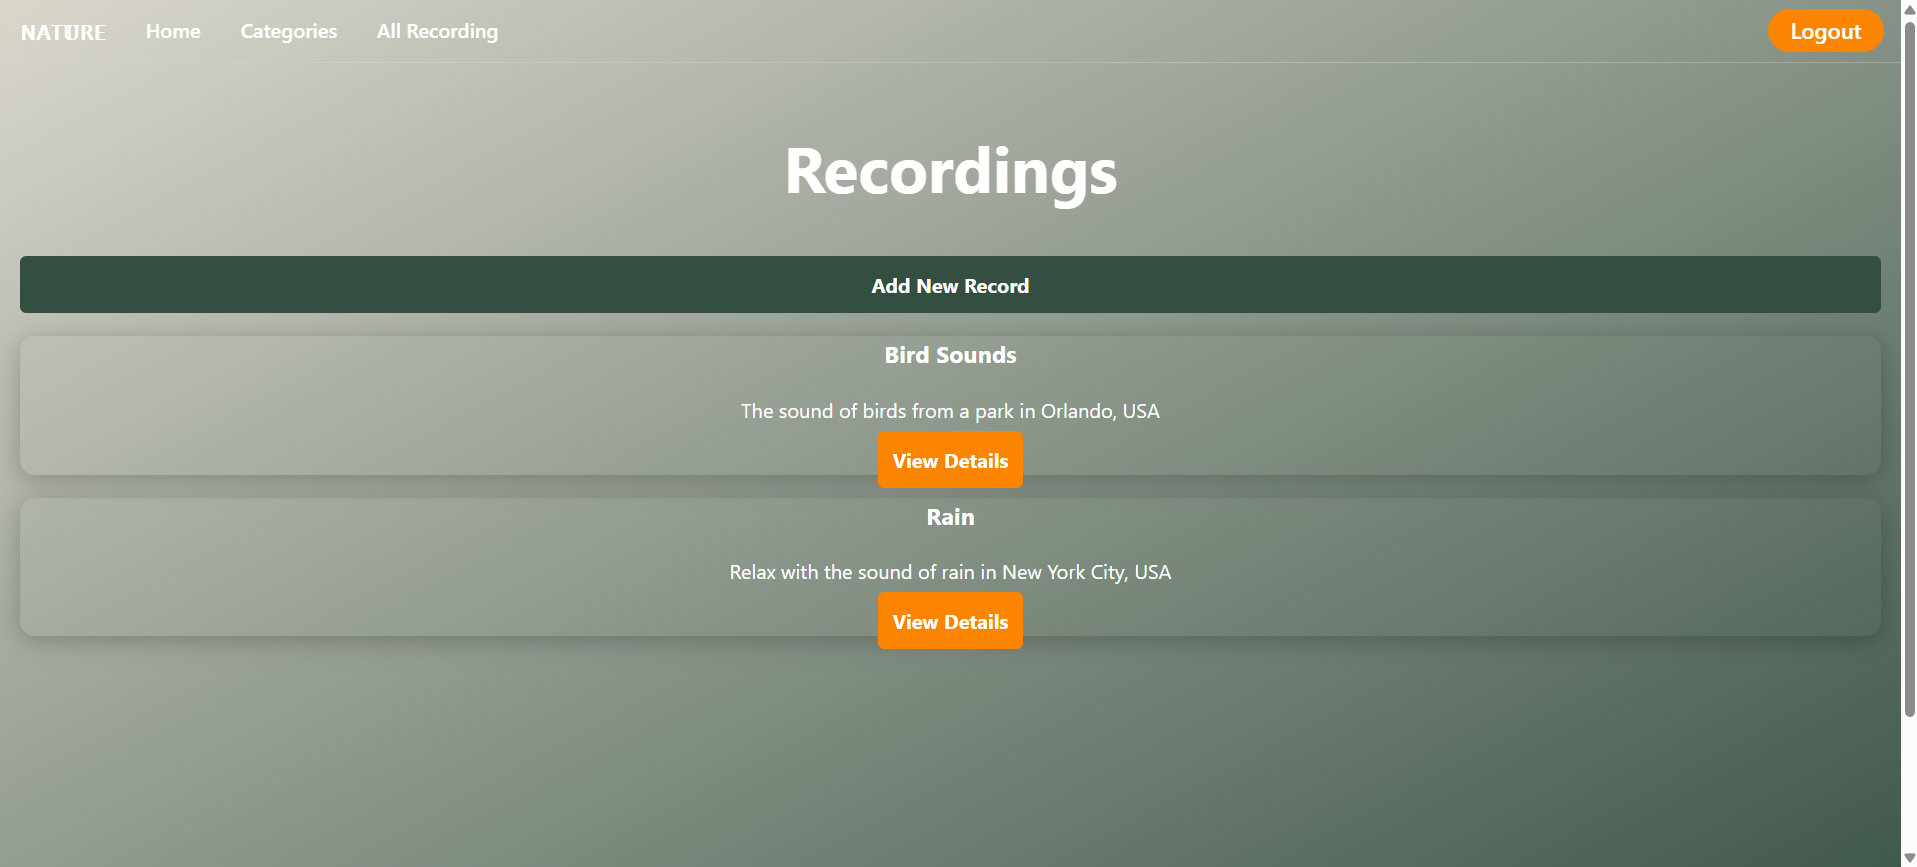 NATURE Home Categories All Recording Logout
Recordings
Add New Record
Bird Sounds
The sound of birds from a park in Orlando, USA
View Details
Rain
Relax with the sound of rain in New York City, USA
View Details